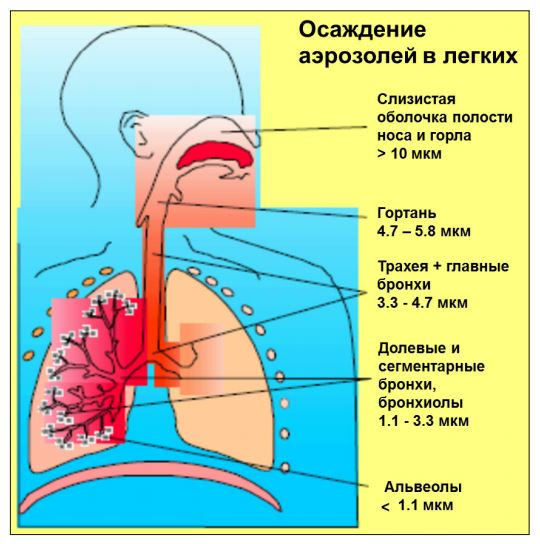 Осаждение
аэрозолей в легких
Слизистая
оболочка полости
носа и горла
> 10 мкм
Гортань
4.7 – 5.8 мкм
Трахея + главные
бронхи
3.3 - 4.7 мкм
Долевые и
сегментарные
бронхи,
бронхиолы
1.1 - 3.3 мкм
Альвеолы
< 1.1 мкм